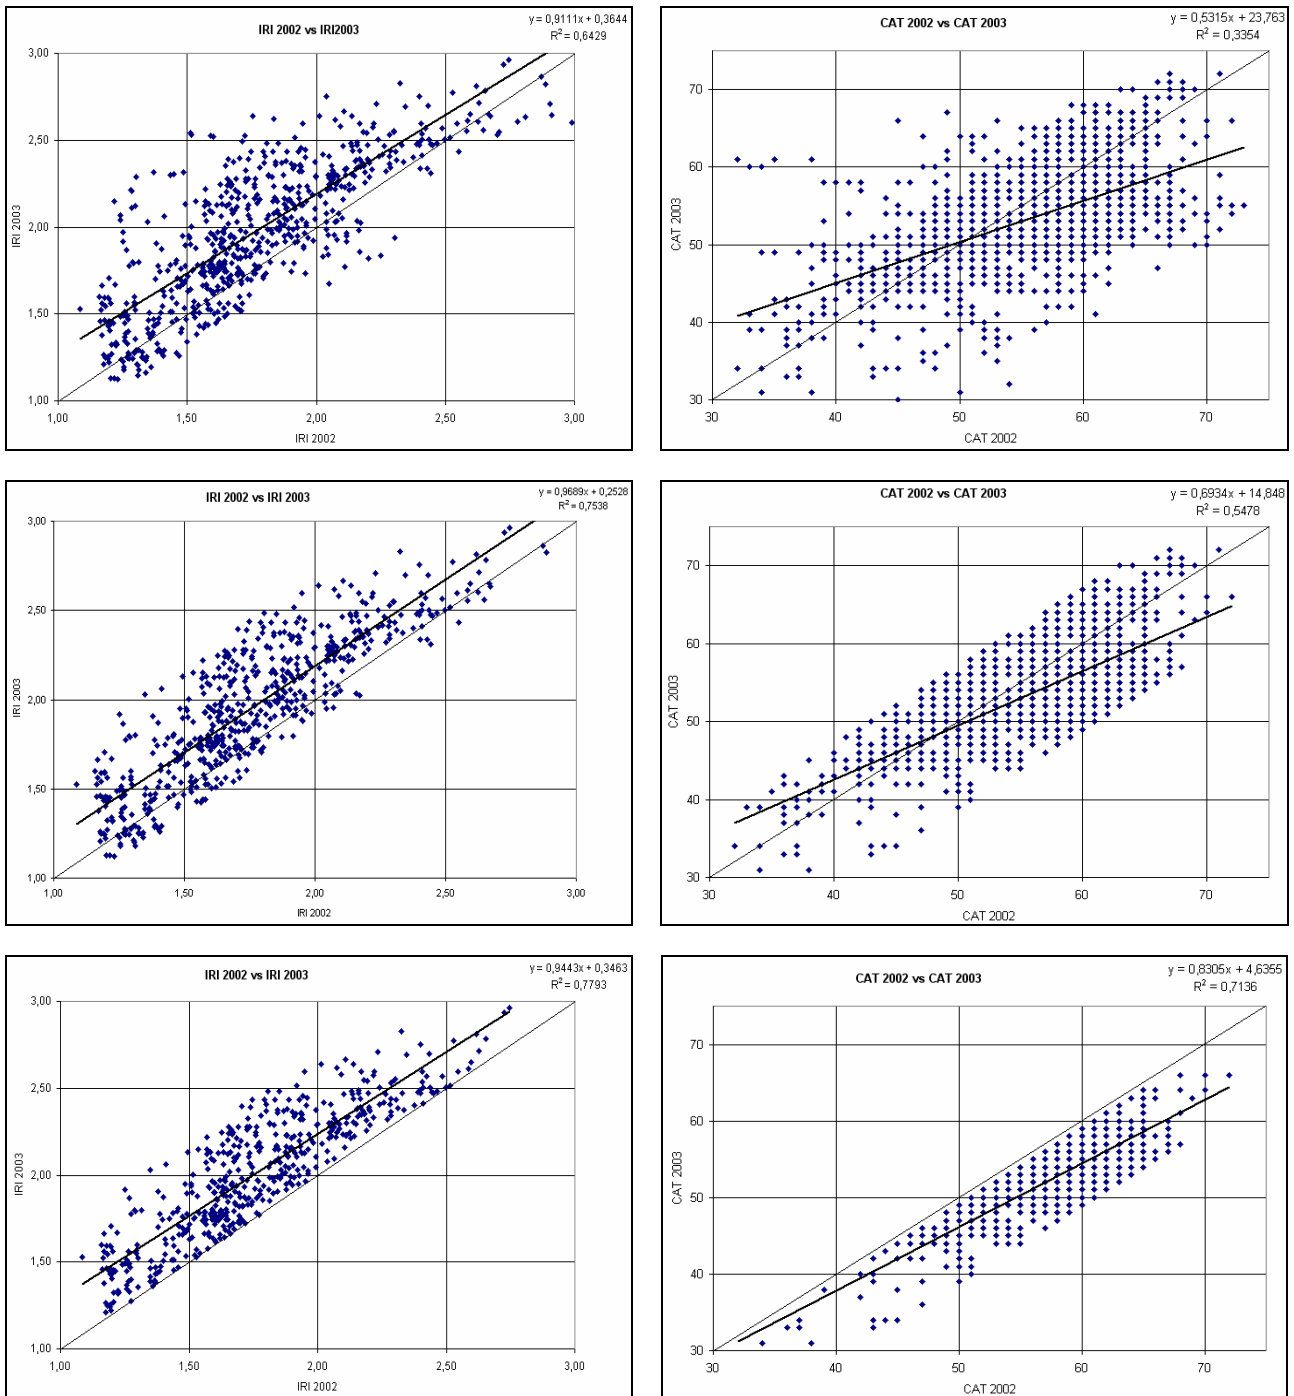 IRI 2002 vs IRI2003
y = 0,9111x + 0,3644
R² = 0,6429
3,00
2,50
2,00
1,50
1,00
IRI 2003
1,00 1,50 2,00 2,50 3,00
IRI 2002
CAT 2002 vs CAT 2003
y = 0,5315x + 23,763
R² = 0,3354
70
60
50
40
30
CAT 2003
30 40 50 60 70
CAT 2002
IRI 2002 vs IRI 2003
y = 0,9689x + 0,2528
R² = 0,7538
3,00
2,50
2,00
1,50
1,00
IRI 2003
1,00 1,50 2,00 2,50 3,00
IRI 2002
CAT 2002 vs CAT 2003
y = 0,6934x + 14,848
R² = 0,5478
70
60
50
40
30
CAT 2003
30 40 50 60 70
CAT 2002
IRI 2002 vs IRI 2003
y = 0,9443x + 0,3463
R² = 0,7793
3,00
2,50
2,00
1,50
1,00
IRI 2003
1,00 1,50 2,00 2,50 3,00
IRI 2002
CAT 2002 vs CAT 2003
y = 0,8305x + 4,6355
R² = 0,7136
70
60
50
40
30
CAT 2003
30 40 50 60 70
CAT 2002